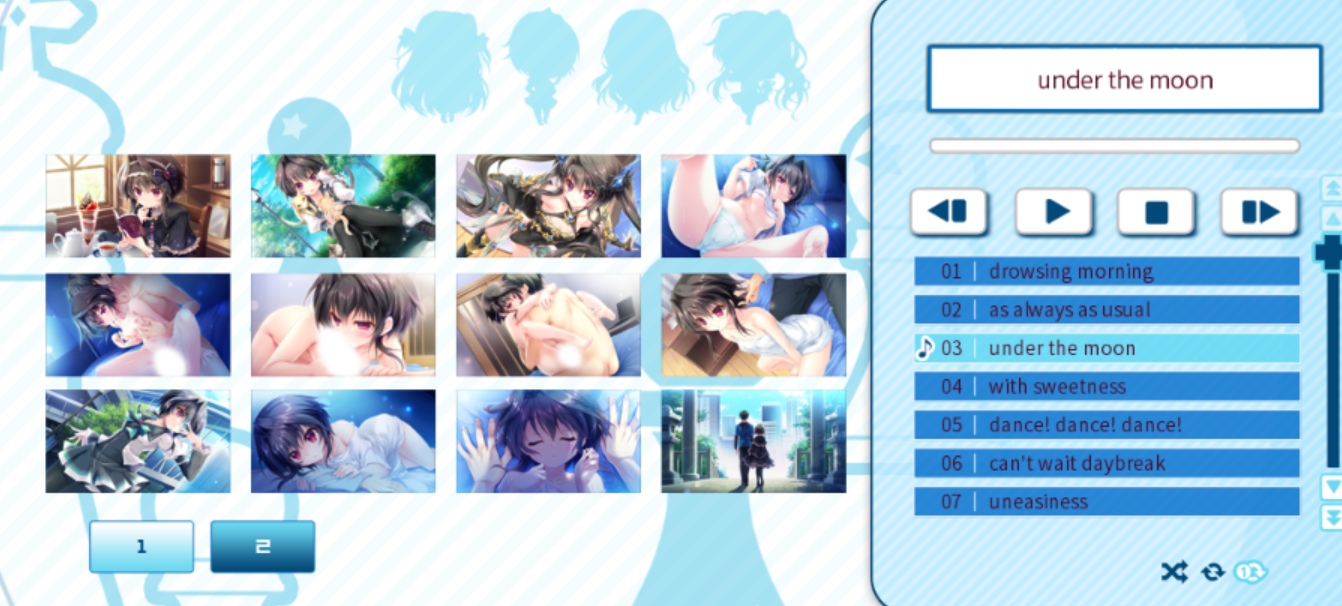 under the moon
01 | drowsing morning
02 | as always as usual
03 | under the moon
04 | with sweetness
05 | dance! dance! dance!
06 | can't wait daybreak
07 | uneasiness
1 2